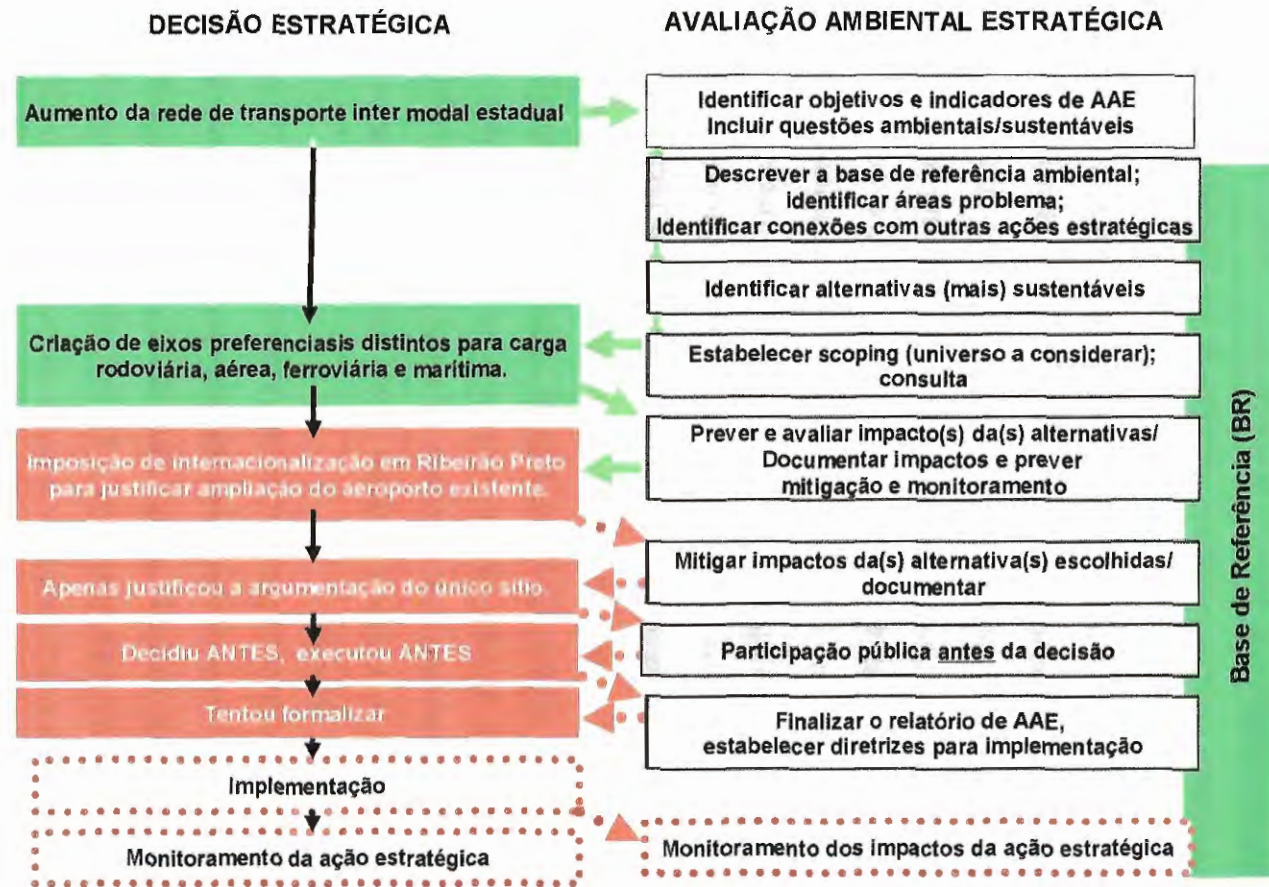 DECISÃO ESTRATÉGICA
AVALIAÇÃO AMBIENTAL ESTRATÉGICA
Aumento da rede de transporte inter modal estadual
Identificar objetivos e indicadores de AAE
Incluir questões ambientais/sustentáveis
Descrever a base de referência ambiental;
identificar áreas problema;
Identificar conexões com outras ações estratégicas
Identificar alternativas (mais) sustentáveis
Criação de eixos preferenciasis distintos para carga
rodoviária, aérea, ferroviária e marítima.
Estabelecer scoping (universo a considerar);
consulta
Imposição de internacionalização em Ribeirão Preto
para justificar ampliação do aeroporto existente.
Prever e avaliar impacto(s) da(s) alternativas/
Documentar impactos e prever
mitigação e monitoramento
Apenas justificou a argumentação do único sítio.
Mitigar impactos da(s) alternativa(s) escolhidas/
documentar
Decidiu ANTES, executou ANTES
Participação pública antes da decisão
Tentou formalizar
Finalizar o relatório de AAE,
estabelecer diretrizes para implementação
Implementação
Monitoramento da ação estratégica
Monitoramento dos impactos da ação estratégica
Base de Referência (BR)